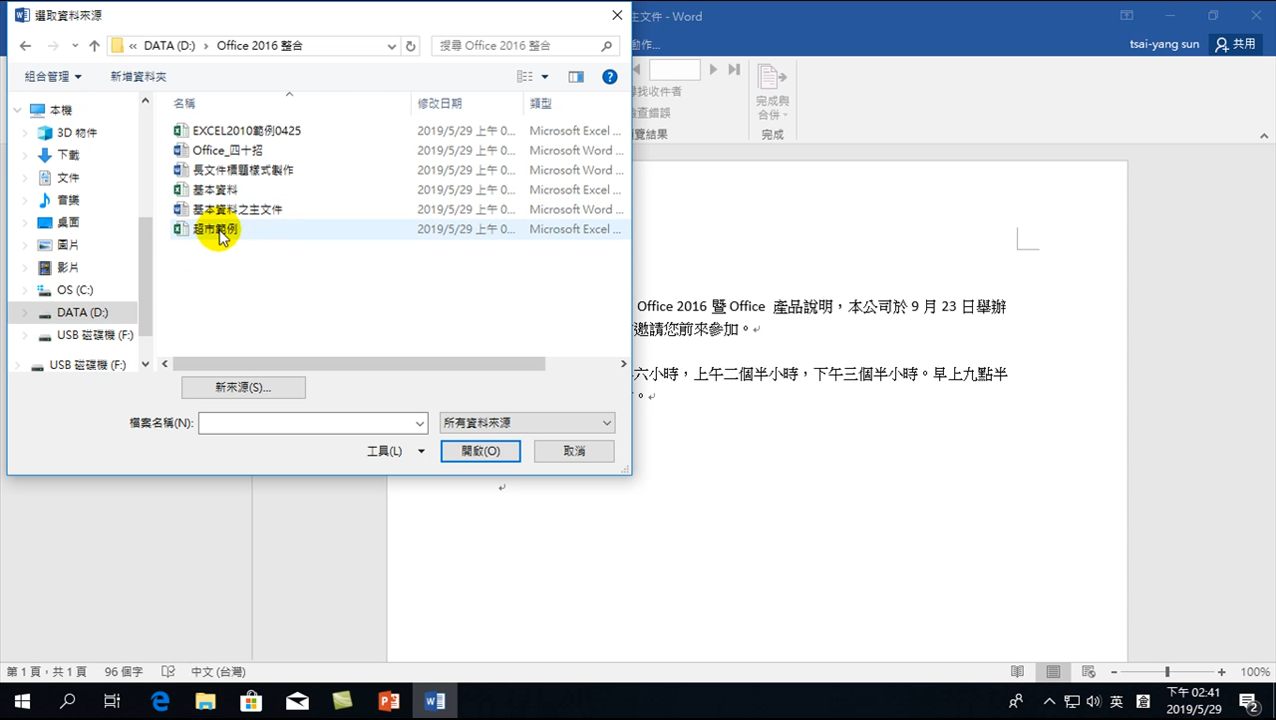 選取資料來源
主文件 - Word
« DATA (D:) › Office 2016 整合
搜尋 Office 2016 整合
動作...
tsai-yang sun
共用
組合管理
新增資料夾
尋找收件者
檢查錯誤
預覽結果
完成與
合併
完成
本機
3D 物件
下載
文件
音樂
桌面
圖片
影片
OS (C:)
DATA (D:)
USB 磁碟機 (F:)
USB 磁碟機 (F:)
名稱 修改日期 類型
EXCEL2010範例0425 2019/5/29 上午 0... Microsoft Excel ...
Office_四十招 2019/5/29 上午 0... Microsoft Word ...
長文件標題樣式製作 2019/5/29 上午 0... Microsoft Word ...
基本資料 2019/5/29 上午 0... Microsoft Excel ...
基本資料之主文件 2019/5/29 上午 0... Microsoft Word ...
超市範例 2019/5/29 上午 0... Microsoft Excel ...
新來源(S)...
檔案名稱(N):
所有資料來源
工具(L)
開啟(O)
取消
Office 2016 暨 Office 產品說明，本公司於 9 月 23 日舉辦
邀請您前來參加。
六小時，上午二個半小時，下午三個半小時。早上九點半
。
第 1 頁，共 1 頁 96 個字 中文 (台灣)
100%
英
倉
下午 02:41
2019/5/29
2